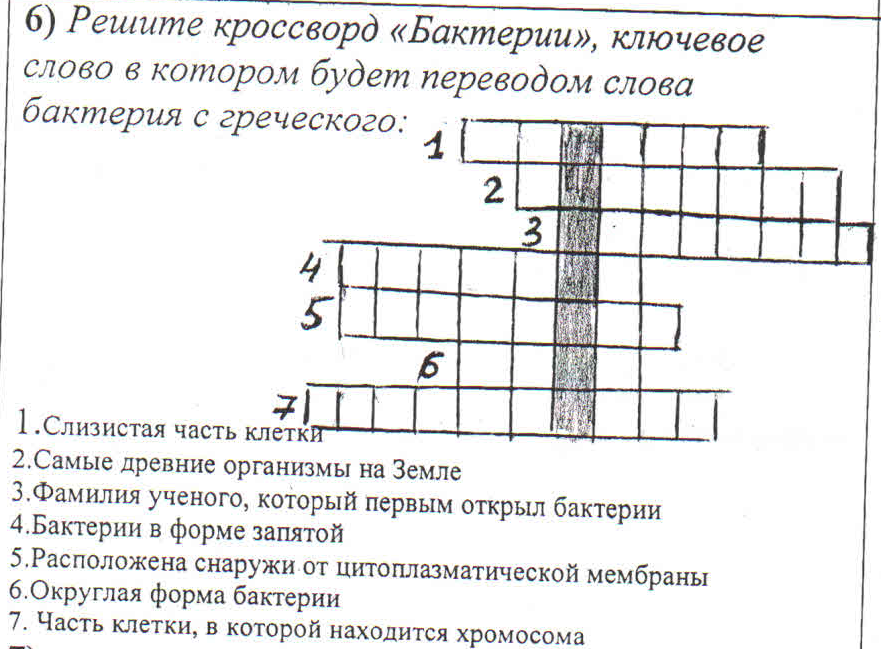 6) Решите кроссворд «Бактерии», ключевое
слово в котором будет переводом слова
бактерия с греческого:
1
2
3
4
5
6
7
1.Слизистая часть клетки
2.Самые древние организмы на Земле
3.Фамилия ученого, который первым открыл бактерии
4.Бактерии в форме запятой
5.Расположена снаружи от цитоплазматической мембраны
6.Округлая форма бактерии
7. Часть клетки, в которой находится хромосома